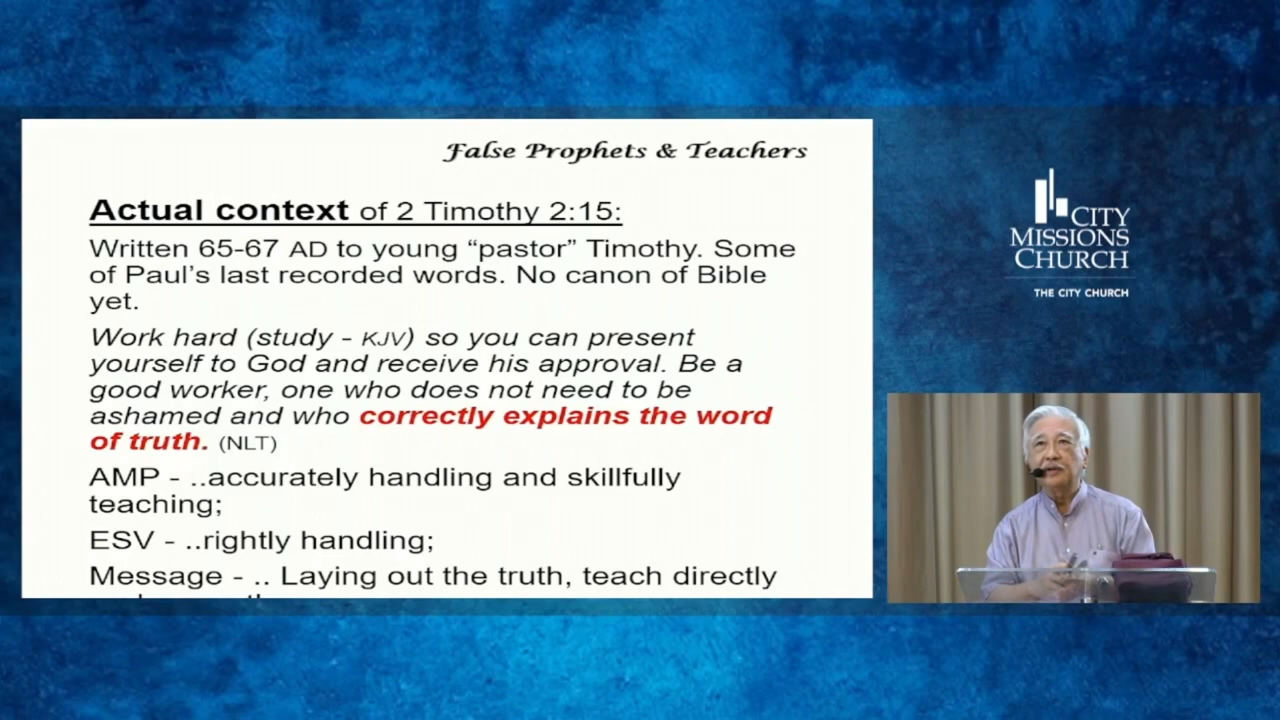 False Prophets & Teachers
Actual context of 2 Timothy 2:15:
Written 65-67 AD to young “pastor” Timothy. Some
of Paul’s last recorded words. No canon of Bible
yet.
Work hard (study - KJV) so you can present
yourself to God and receive his approval. Be a
good worker, one who does not need to be
ashamed and who correctly explains the word
of truth. (NLT)
AMP - ..accurately handling and skillfully
teaching;
ESV - ..rightly handling;
Message - .. Laying out the truth, teach directly
CITY
MISSIONS
CHURCH
THE CITY CHURCH